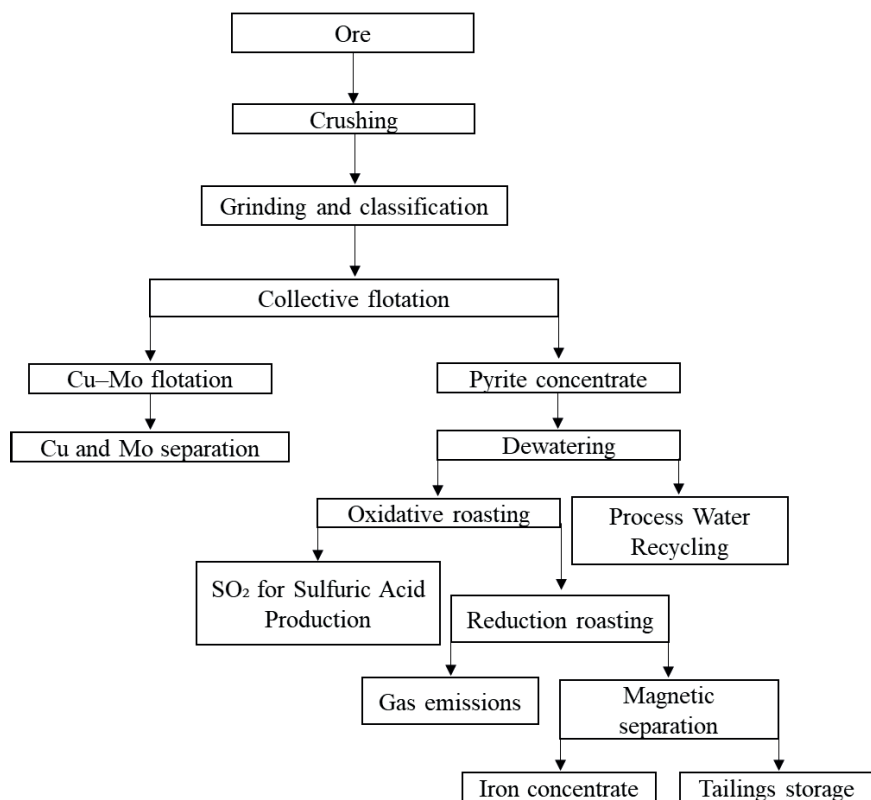 Ore
Crushing
Grinding and classification
Collective flotation
Cu–Mo flotation
Pyrite concentrate
Cu and Mo separation
Dewatering
Oxidative roasting
Process Water
Recycling
SO₂ for Sulfuric Acid
Production
Reduction roasting
Gas emissions
Magnetic
separation
Iron concentrate
Tailings storage